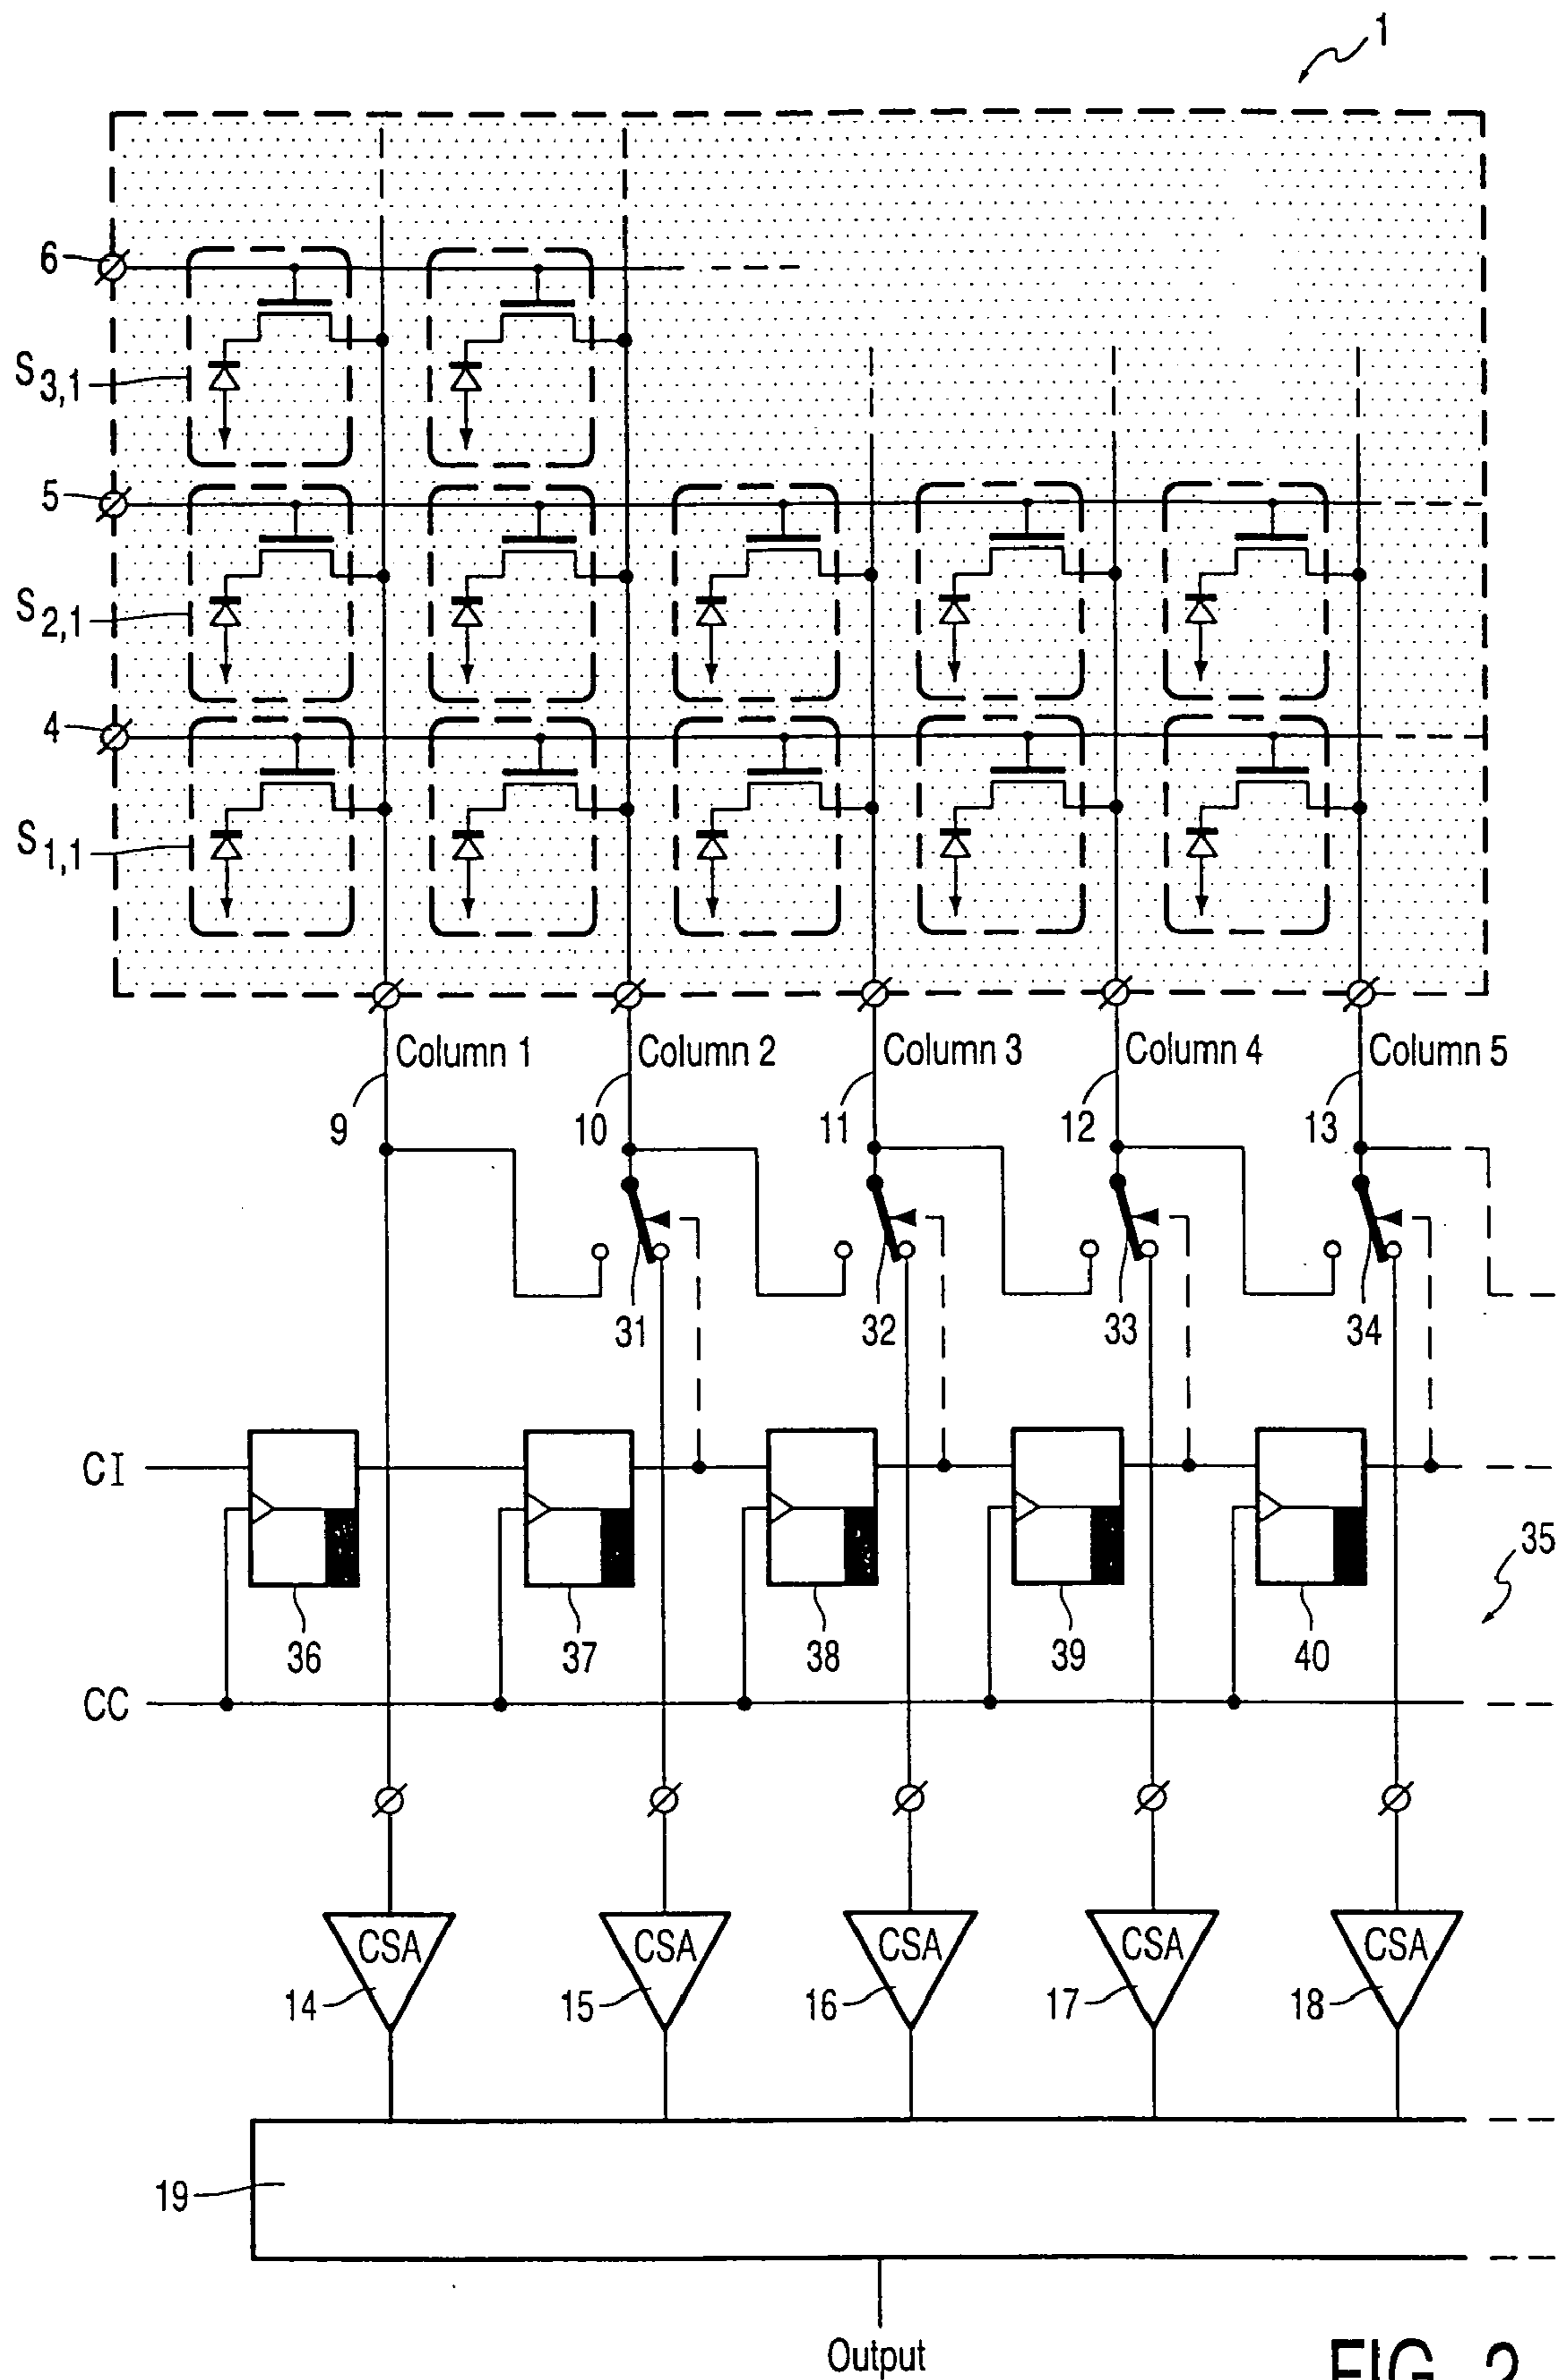 1
6
S3,1
5
S2,1
4
S1,1
Column 1 Column 2 Column 3 Column 4 Column 5
9 10 11 12 13
31 32 33 34
CI
35
36 37 38 39 40
CC
CSA CSA CSA CSA CSA
14 15 16 17 18
19
Output
FIG. 2